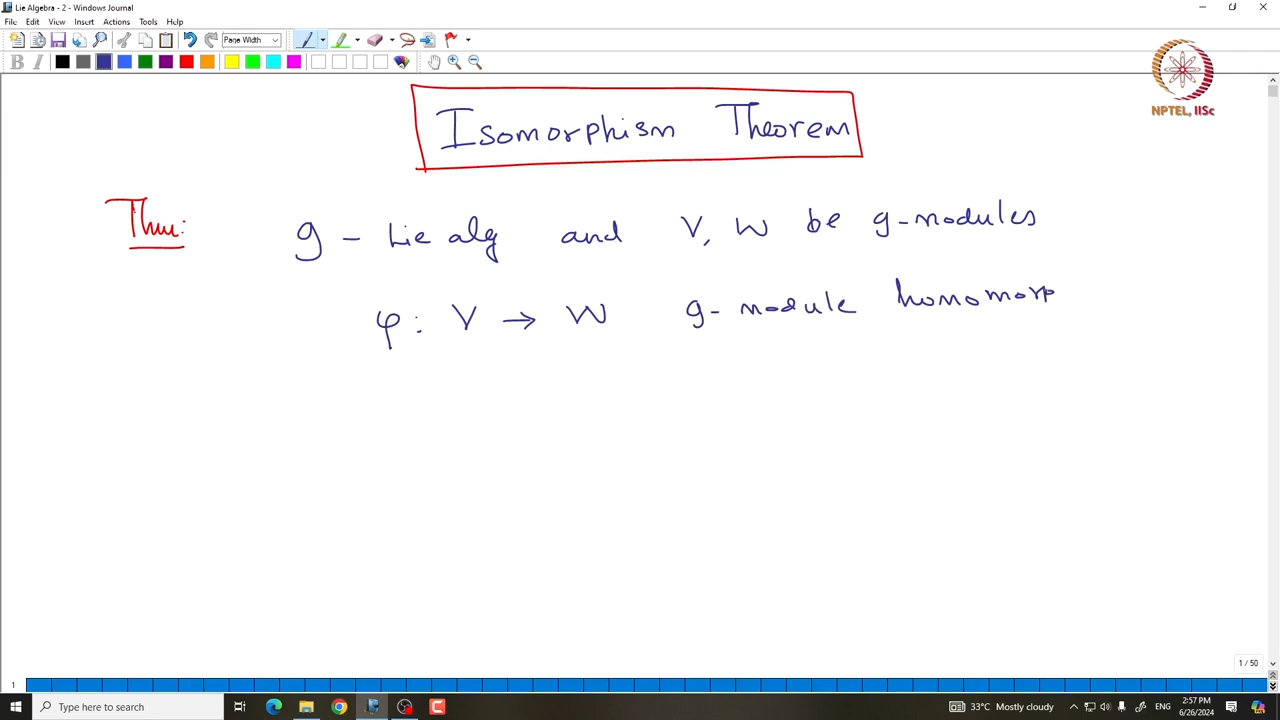 Lie Algebra - 2 - Windows Journal
File Edit View Insert Actions Tools Help
Page Width
B I
NPTEL, IISc
Isomorphism Theorem
Thm:
g - Lie alg and V, W be g-modules
φ: V → W g-module homomorp
1 / 50
1
Type here to search
33°C Mostly cloudy
2:57 PM
6/26/2024